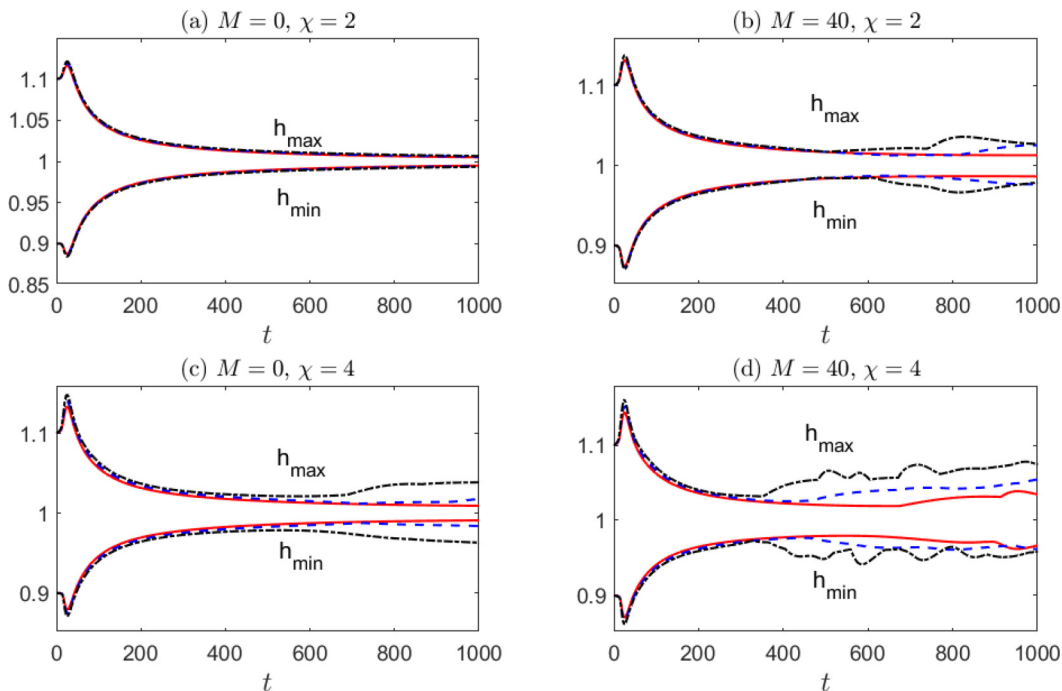 (a) M = 0, χ = 2
1.1
1.05
1
0.95
0.9
0.85
h_max
h_min
0 200 400 600 800 1000
t
(b) M = 40, χ = 2
1.1
1
0.9
h_max
h_min
0 200 400 600 800 1000
t
(c) M = 0, χ = 4
1.1
1
0.9
h_max
h_min
0 200 400 600 800 1000
t
(d) M = 40, χ = 4
1.1
1
0.9
h_max
h_min
0 200 400 600 800 1000
t